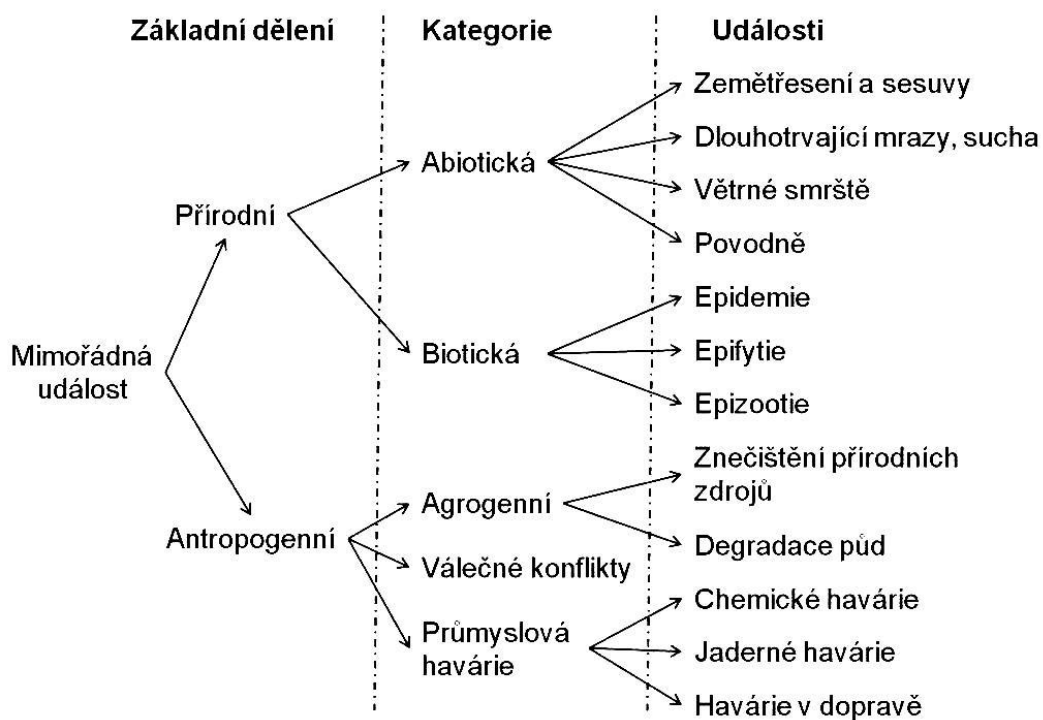 Základní dělení
Kategorie
Události
Zemětřesení a sesuvy
Dlouhotrvající mrazy, sucha
Abiotická
Větrné smrště
Přírodní
Povodně
Epidemie
Mimořádná
událost
Biotická
Epifytie
Epizootie
Znečištění přírodních
zdrojů
Agrogenní
Antropogenní
Degradace půd
Válečné konflikty
Chemické havárie
Průmyslová
havárie
Jaderné havárie
Havárie v dopravě